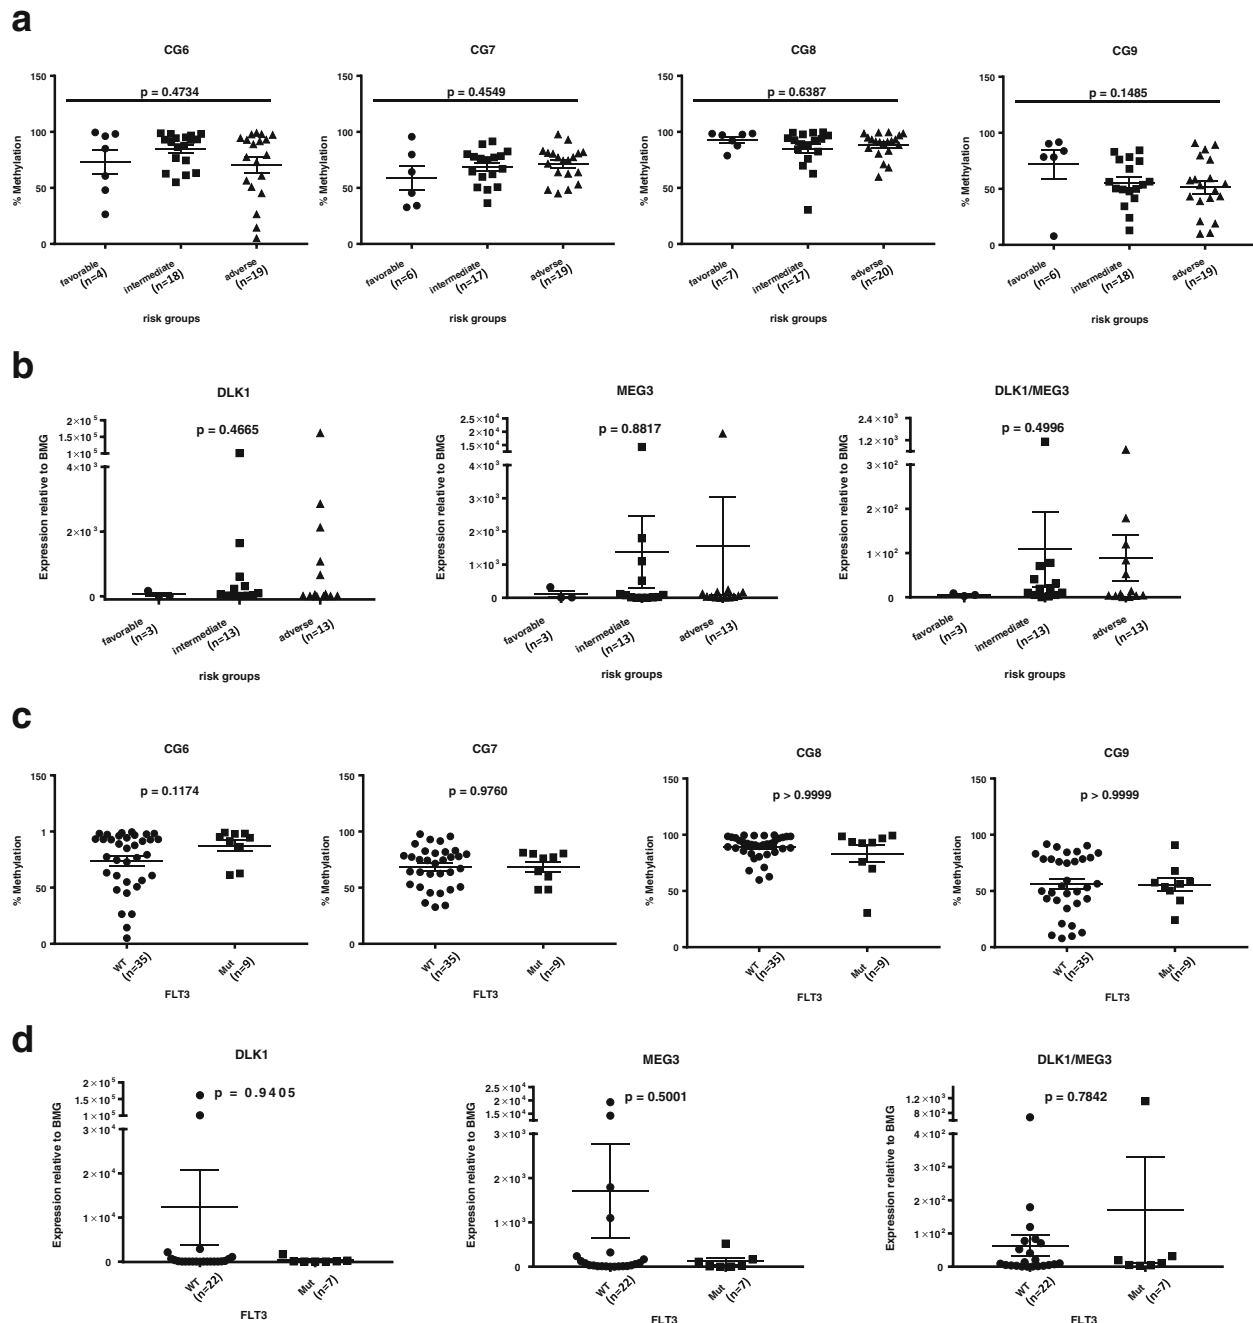 a
CG6
CG7
CG8
CG9
150
100
50
0
% Methylation
p = 0.4734
favorable
(n=4)
intermediate
(n=18)
adverse
(n=19)
risk groups
150
100
50
0
% Methylation
p = 0.4549
favorable
(n=6)
intermediate
(n=17)
adverse
(n=19)
risk groups
150
100
50
0
% Methylation
p = 0.6387
favorable
(n=7)
intermediate
(n=17)
adverse
(n=20)
risk groups
150
100
50
0
% Methylation
p = 0.1485
favorable
(n=6)
intermediate
(n=18)
adverse
(n=19)
risk groups
b
DLK1
Expression relative to BMG
2×10⁵
1.5×10⁵
1×10⁵
4×10³
2×10³
0
p = 0.4665
favorable
(n=3)
intermediate
(n=13)
adverse
(n=13)
risk groups
MEG3
Expression relative to BMG
2.5×10⁴
2×10⁴
1.5×10⁴
4×10³
3×10³
2×10³
1×10³
0
p = 0.8817
favorable
(n=3)
intermediate
(n=13)
adverse
(n=13)
risk groups
DLK1/MEG3
Expression relative to BMG
2.4×10³
1.2×10³
3×10²
2×10²
1×10²
0
p = 0.4996
favorable
(n=3)
intermediate
(n=13)
adverse
(n=13)
risk groups
c
CG6
% Methylation
150
1
50
0
p = 0.1174
WT
(n=35)
Mut
(n=9)
FLT3
CG7
% Methylation
150
100
50
0
p = 0.9760
WT
(n=35)
Mut
(n=9)
FLT3
CG8
% Methylation
150
100
50
0
p > 0.9999
WT
(n=35)
Mut
(n=9)
FLT3
CG9
% Methylation
150
100
50
0
p > 0.9999
WT
(n=35)
Mut
(n=9)
FLT3
d
DLK1
Expression relative to BMG
2×10⁵
2×10⁵
1×10⁵
5×10⁵
3×10⁴
2×10⁴
1×10⁴
0
p = 0.9405
WT
(n=22)
Mut
(n=7)
FLT3
MEG3
Expression relative to BMG
2.5×10⁴
2×10⁴
2×10⁴
1×10⁴
3×10³
2×10³
1×10³
0
p = 0.5001
WT
(n=22)
Mut
(n=7)
FLT3
DLK1/MEG3
Expression relative to BMG
1.2×10³
8×10²
4×10²
3×10²
2×10²
1×10²
0
p = 0.7842
WT
(n=22)
Mut
(n=7)
FLT3